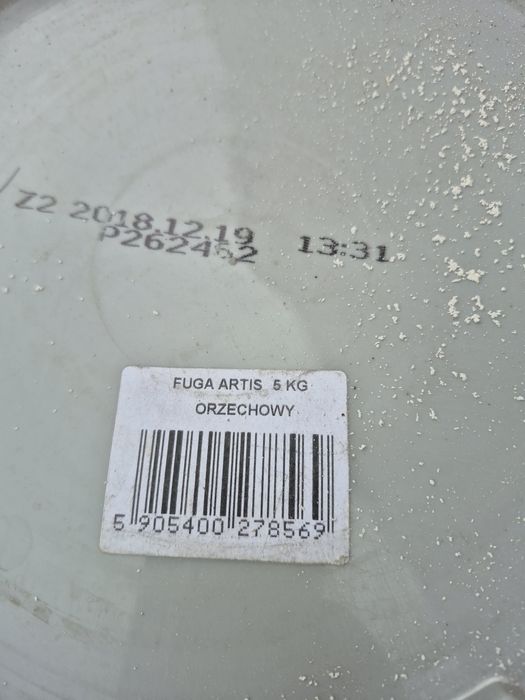 Z2 2018.12.19 13:31
P262462
FUGA ARTIS 5 KG
ORZECHOWY
5 905400 278569